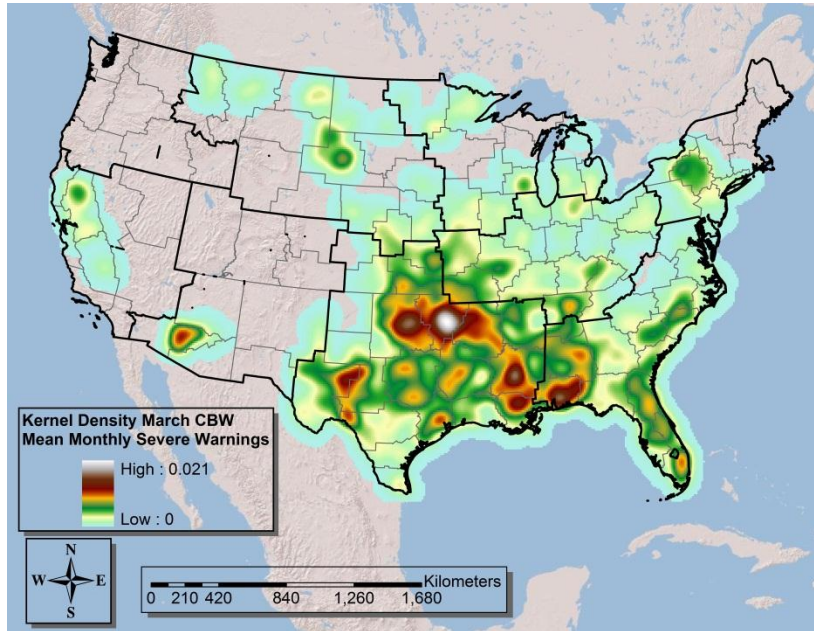 Kernel Density March CBW
Mean Monthly Severe Warnings
High : 0.021
Low : 0
N
W E
S
Kilometers
0 210 420 840 1,260 1,680